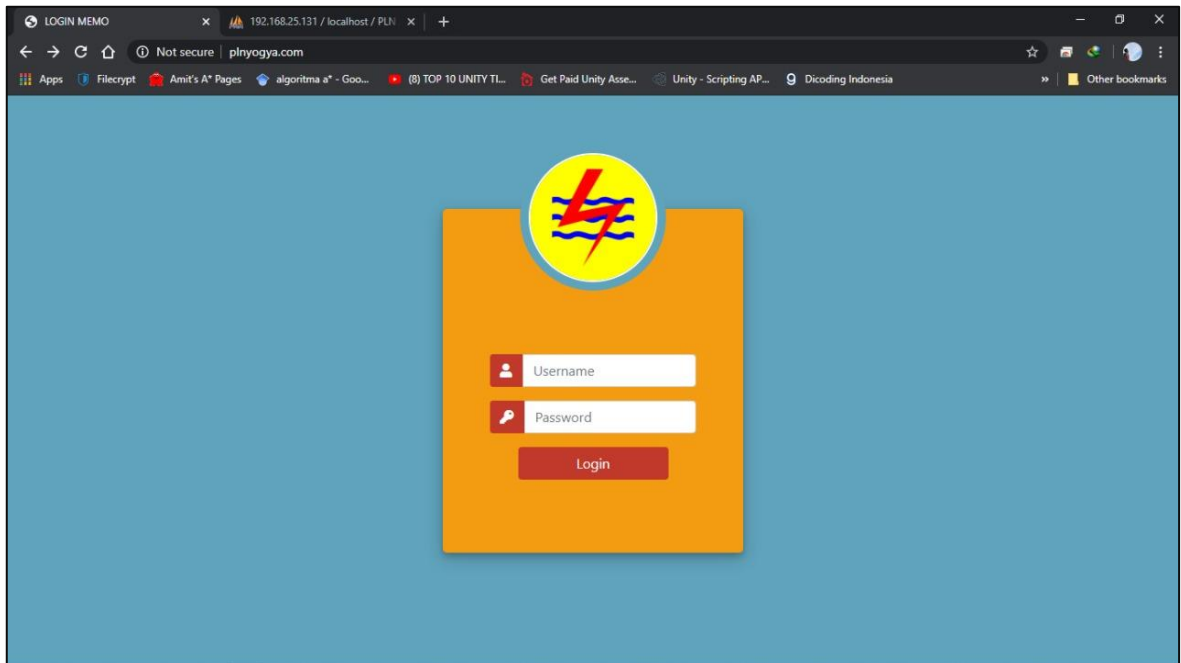 LOGIN MEMO 192.168.25.131 / localhost / PLN
Not secure plnyogya.com
Apps Filecrypt Amit's A* Pages algoritma a* - Goo... (8) TOP 10 UNITY TI... Get Paid Unity Asse... Unity - Scripting AP... Dicoding Indonesia » Other bookmarks
Username
Password
Login